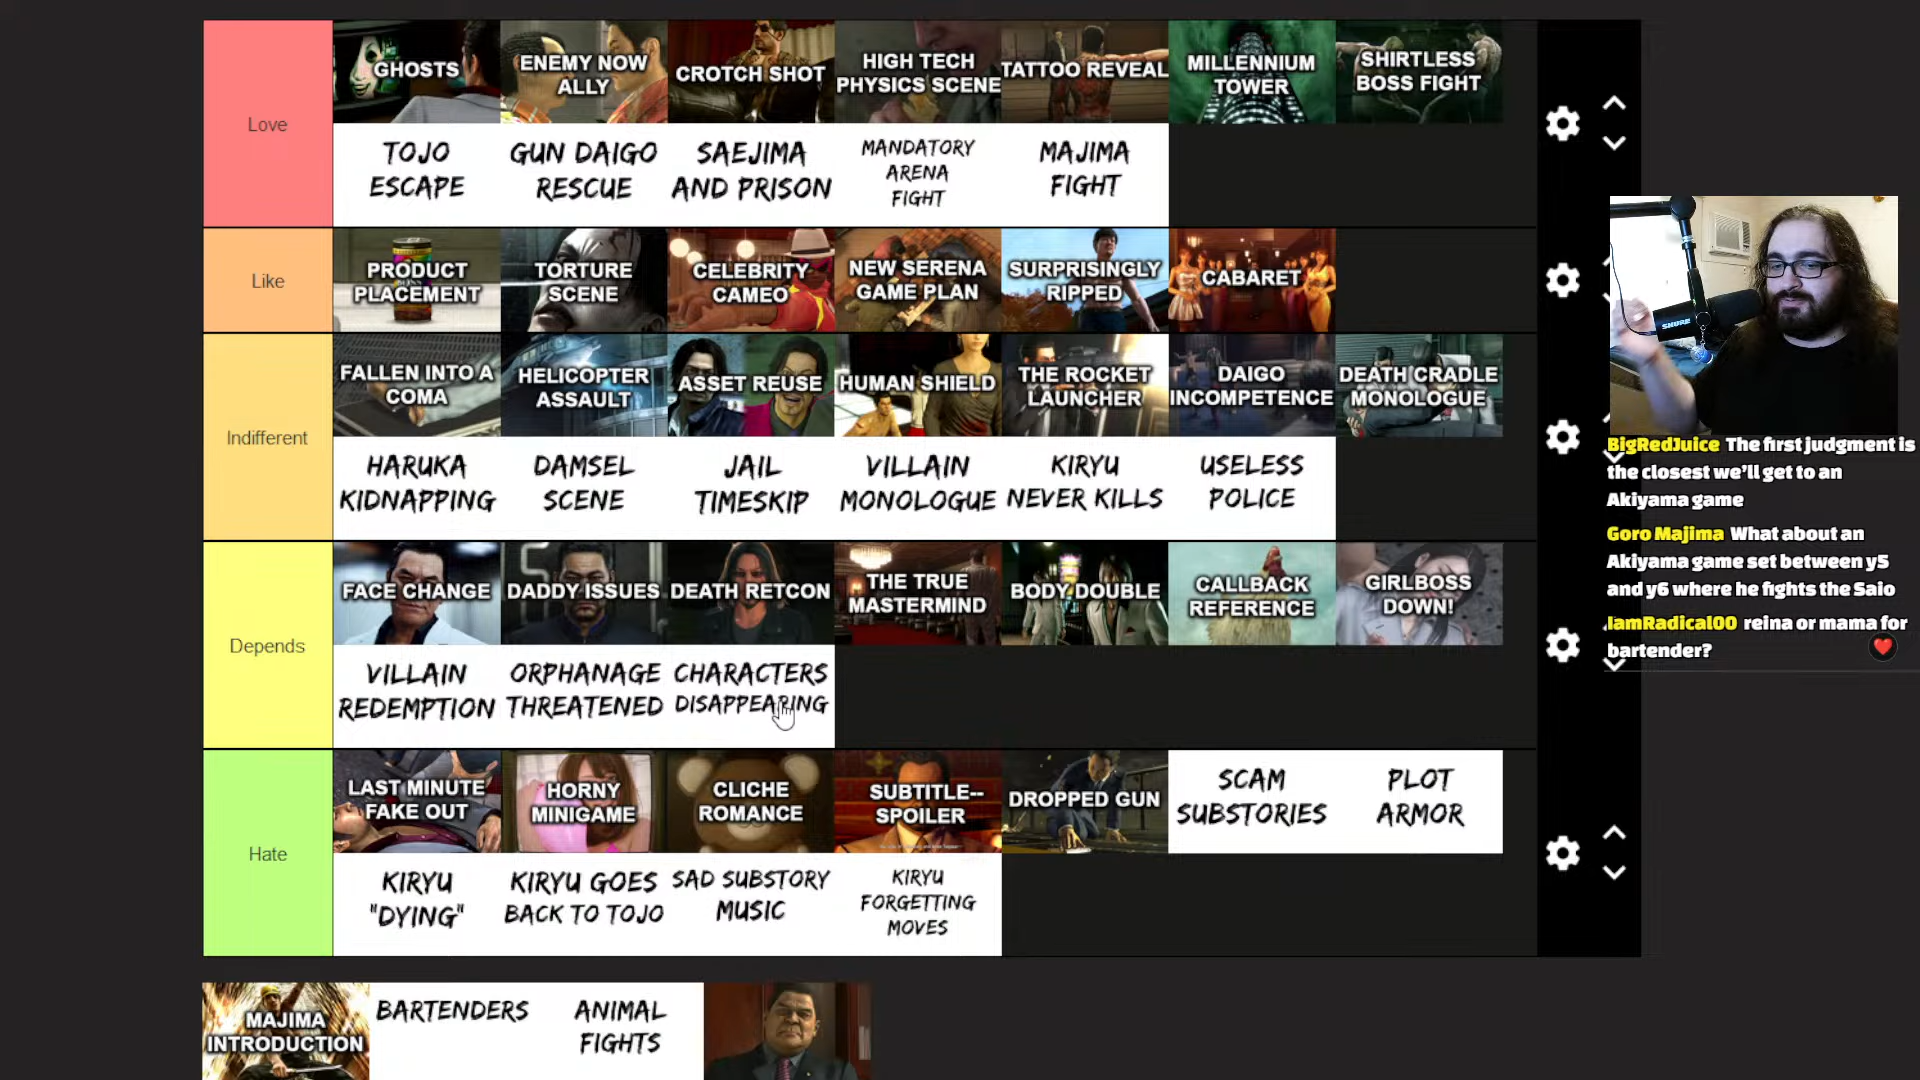 Love
GHOSTS
ENEMY NOW
ALLY
CROTCH SHOT
HIGH TECH
PHYSICS SCENE
TATTOO REVEAL
MILLENNIUM
TOWER
SHIRTLESS
BOSS FIGHT
TOJO
ESCAPE
GUN DAIGO
RESCUE
SAEJIMA
AND PRISON
MANDATORY
ARENA
FIGHT
MAJIMA
FIGHT
Like
PRODUCT
PLACEMENT
TORTURE
SCENE
CELEBRITY
CAMEO
NEW SERENA
GAME PLAN
SURPRISINGLY
RIPPED
CABARET
Indifferent
FALLEN INTO A
COMA
HELICOPTER
ASSAULT
ASSET REUSE
HUMAN SHIELD
THE ROCKET
LAUNCHER
DAIGO
INCOMPETENCE
DEATH CRADLE
MONOLOGUE
HARUKA
KIDNAPPING
DAMSEL
SCENE
JAIL
TIMESKIP
VILLAIN
MONOLOGUE
KIRYU
NEVER KILLS
USELESS
POLICE
Depends
FACE CHANGE
DADDY ISSUES
DEATH RETCON
THE TRUE
MASTERMIND
BODY DOUBLE
CALLBACK
REFERENCE
GIRLBOSS
DOWN!
VILLAIN
REDEMPTION
ORPHANAGE
THREATENED
CHARACTERS
DISAPPEARING
Hate
LAST MINUTE
FAKE OUT
HORNY
MINIGAME
CLICHE
ROMANCE
SUBTITLE--
SPOILER
DROPPED GUN
SCAM
SUBSTORIES
PLOT
ARMOR
KIRYU
"DYING"
KIRYU GOES
BACK TO TOJO
SAD SUBSTORY
MUSIC
KIRYU
FORGETTING
MOVES
MAJIMA
INTRODUCTION
BARTENDERS
ANIMAL
FIGHTS
SHURE
BigRedJuice The first judgment is
the closest we'll get to an
Akiyama game
Goro Majima What about an
Akiyama game set between y5
and y6 where he fights the Saio
IamRadical00 reina or mama for
bartender?